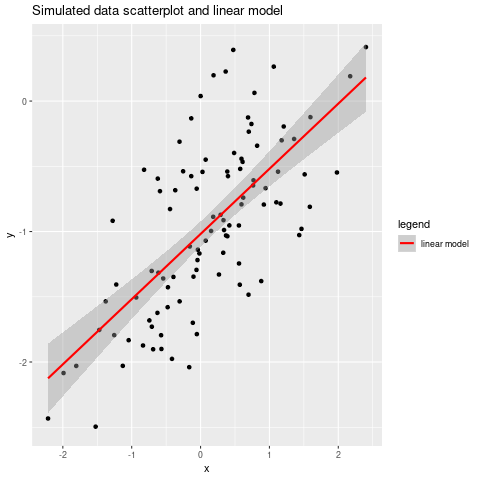 Simulated data scatterplot and linear model
y
0
-1
-2
-2
-1
0
1
2
x
legend
linear model